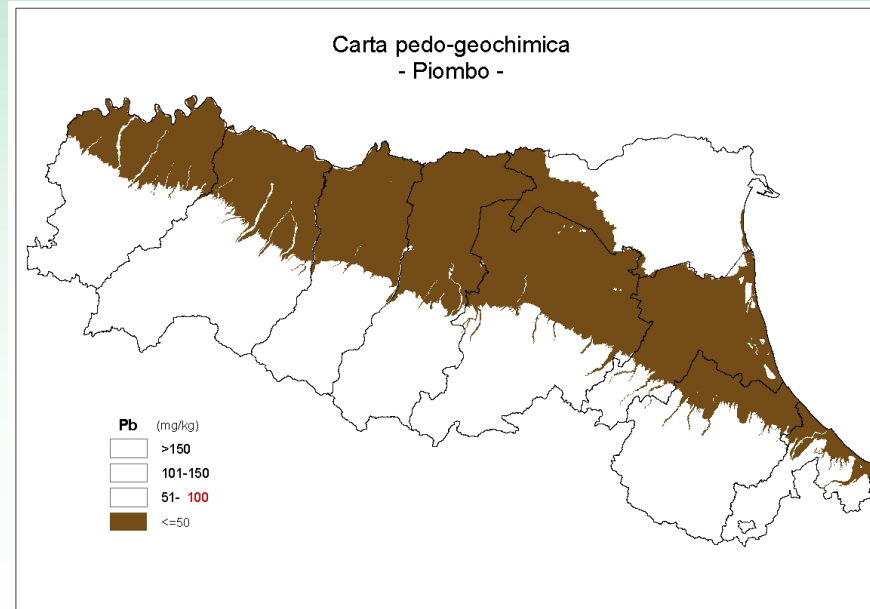 Carta pedo-geochimica
- Piombo -
Pb (mg/kg)
>150
101-150
51- 100
<=50